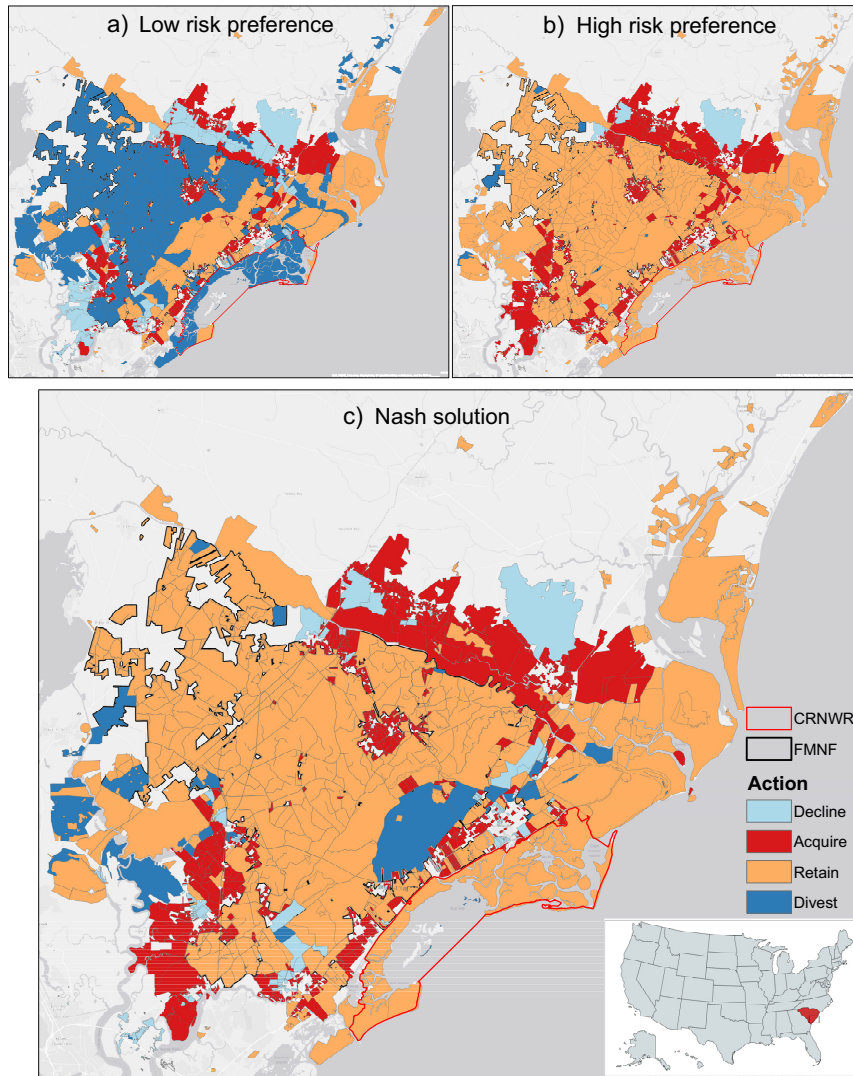 a) Low risk preference
b) High risk preference
c) Nash solution
CRNWR
FMNF
Action
Decline
Acquire
Retain
Divest